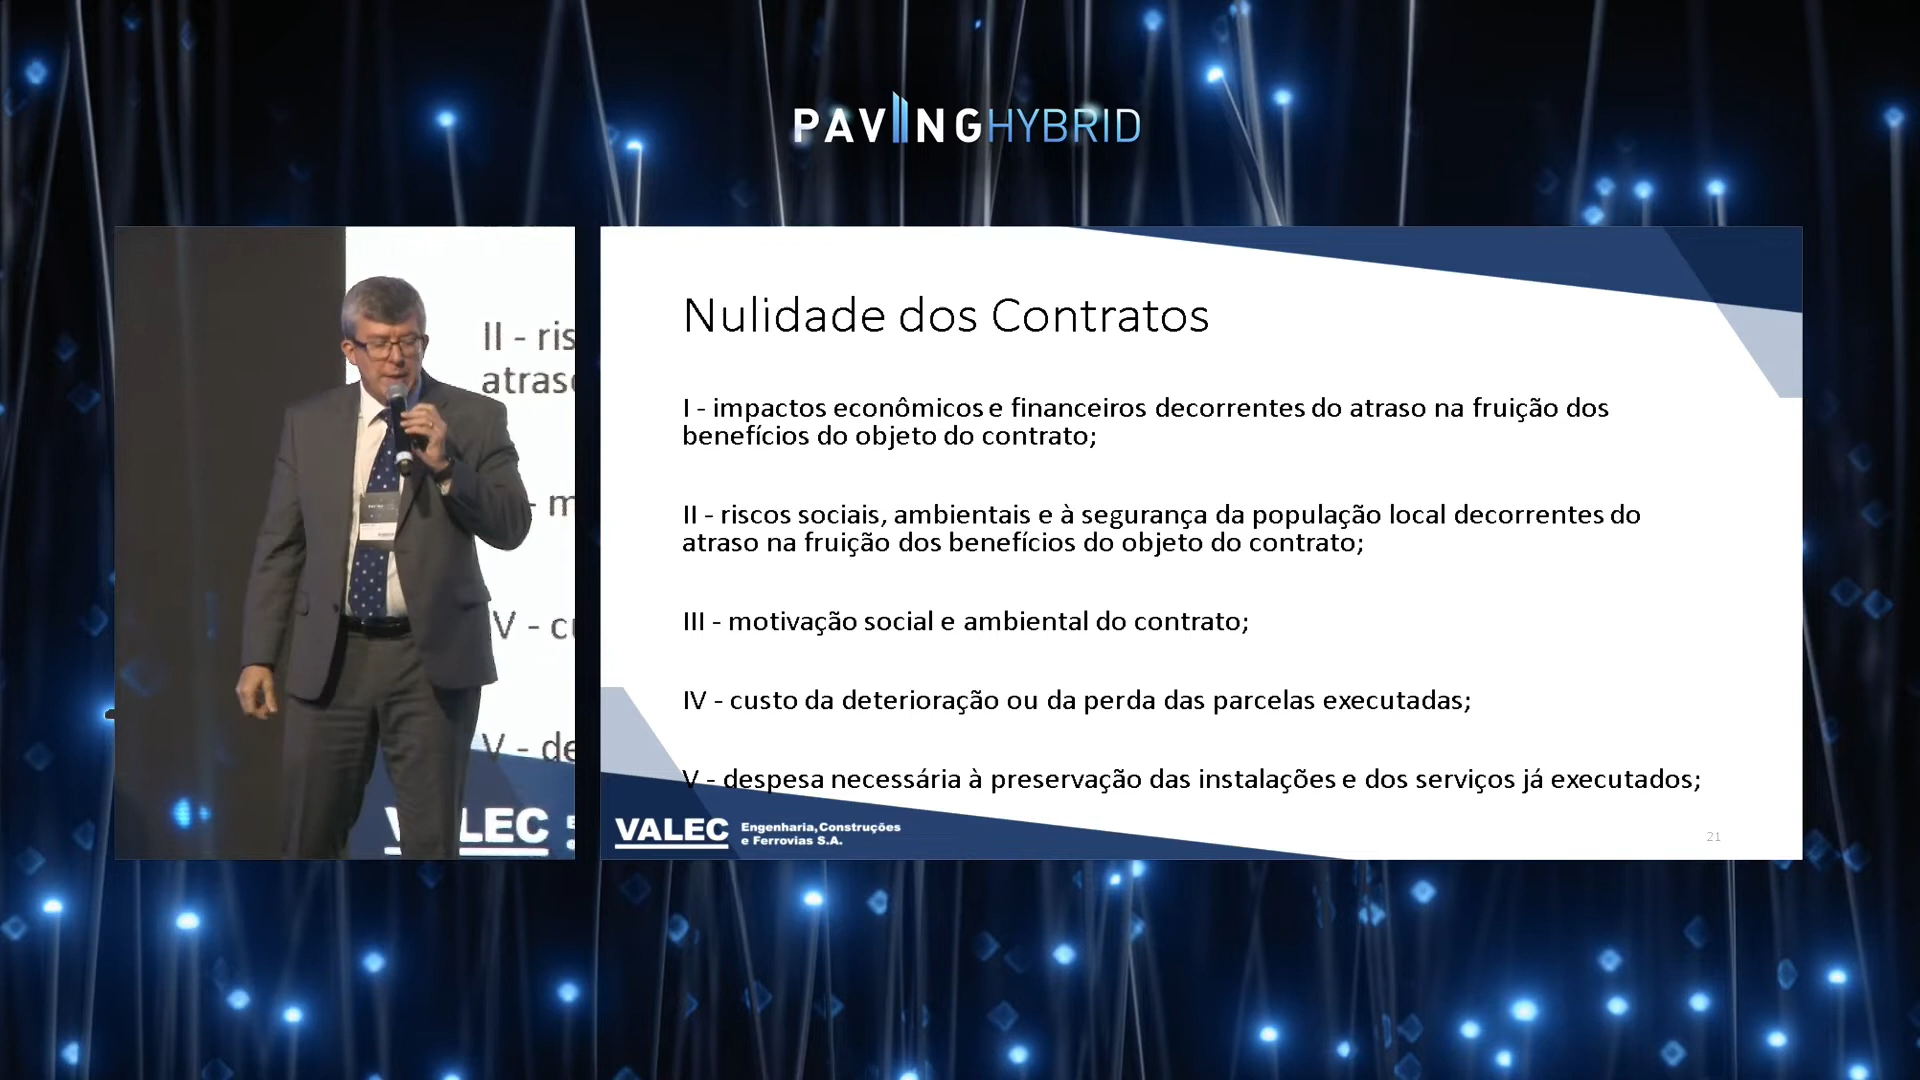 PAVINGHYBRID
II - ris
atras
- m
V - c
V - de
VALEC
Nulidade dos Contratos
I - impactos econômicos e financeiros decorrentes do atraso na fruição dos
benefícios do objeto do contrato;
II - riscos sociais, ambientais e à segurança da população local decorrentes do
atraso na fruição dos benefícios do objeto do contrato;
III - motivação social e ambiental do contrato;
IV - custo da deterioração ou da perda das parcelas executadas;
V - despesa necessária à preservação das instalações e dos serviços já executados;
VALEC Engenharia, Construções
e Ferrovias S.A.
21